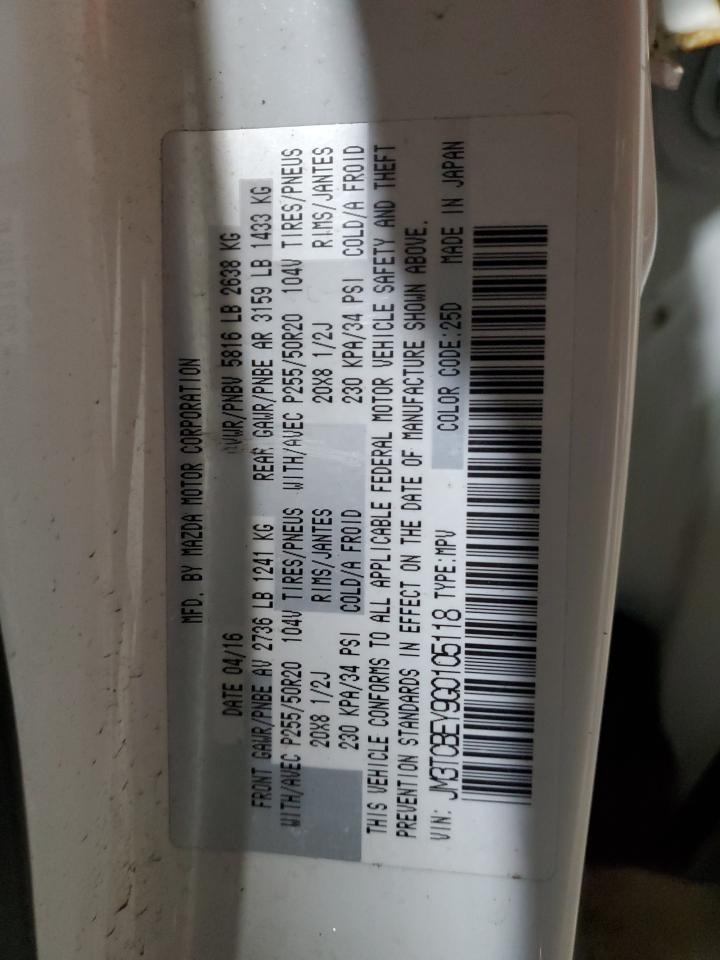 MFD. BY MAZDA MOTOR CORPORATION
DATE 04/16 GVWR/PNBV 5816 LB 2638 KG
FRONT GAWR/PNBE AV 2736 LB 1241 KG REAR GAWR/PNBE AR 3159 LB 1433 KG
WITH/AVEC P255/50R20 104V TIRES/PNEUS WITH/AVEC P255/50R20 104V TIRES/PNEUS
20X8 1/2J RIMS/JANTES 20X8 1/2J RIMS/JANTES
230 KPA/34 PSI COLD/A FROID 230 KPA/34 PSI COLD/A FROID
THIS VEHICLE CONFORMS TO ALL APPLICABLE FEDERAL MOTOR VEHICLE SAFETY AND THEFT
PREVENTION STANDARDS IN EFFECT ON THE DATE OF MANUFACTURE SHOWN ABOVE.
VIN: JM3TCBEY9G0105118 TYPE:MPV COLOR CODE:25D MADE IN JAPAN